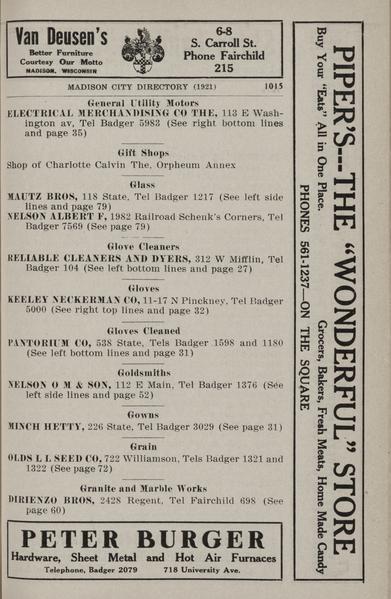 Van Deusen's
Better Furniture
Courtesy Our Motto
MADISON, WISCONSIN
6-8
S. Carroll St.
Phone Fairchild
215
MADISON CITY DIRECTORY (1921) 1015
General Utility Motors
ELECTRICAL MERCHANDISING CO THE, 113 E Wash-
ington av, Tel Badger 5983 (See right bottom lines
and page 35)
Gift Shops
Shop of Charlotte Calvin The, Orpheum Annex
Glass
MAUTZ BROS, 118 State, Tel Badger 1217 (See left side
lines and page 79)
NELSON ALBERT F, 1982 Railroad Schenk's Corners, Tel
Badger 7569 (See page 79)
Glove Cleaners
RELIABLE CLEANERS AND DYERS, 312 W Mifflin, Tel
Badger 104 (See left bottom lines and page 27)
Gloves
KEELEY NECKERMAN CO, 11-17 N Pinckney, Tel Badger
5000 (See right top lines and page 32)
Gloves Cleaned
PANTORIUM CO, 538 State, Tels Badger 1598 and 1180
(See left bottom lines and page 31)
Goldsmiths
NELSON O M & SON, 112 E Main, Tel Badger 1376 (See
left side lines and page 52)
Gowns
MINCH HETTY, 226 State, Tel Badger 3029 (See page 31)
Grain
OLDS L L SEED CO, 722 Williamson, Tels Badger 1321 and
1322 (See page 72)
Granite and Marble Works
DIRIENZO BROS, 2428 Regent, Tel Fairchild 698 (See
page 60)
PETER BURGER
Hardware, Sheet Metal and Hot Air Furnaces
Telephone, Badger 2079 718 University Ave.
PIPER'S---THE "WONDERFUL" STORE
Buy Your "Eats" All in One Place. Grocers, Bakers, Fresh Meats, Home Made Candy
PHONES 561-1237—ON THE SQUARE